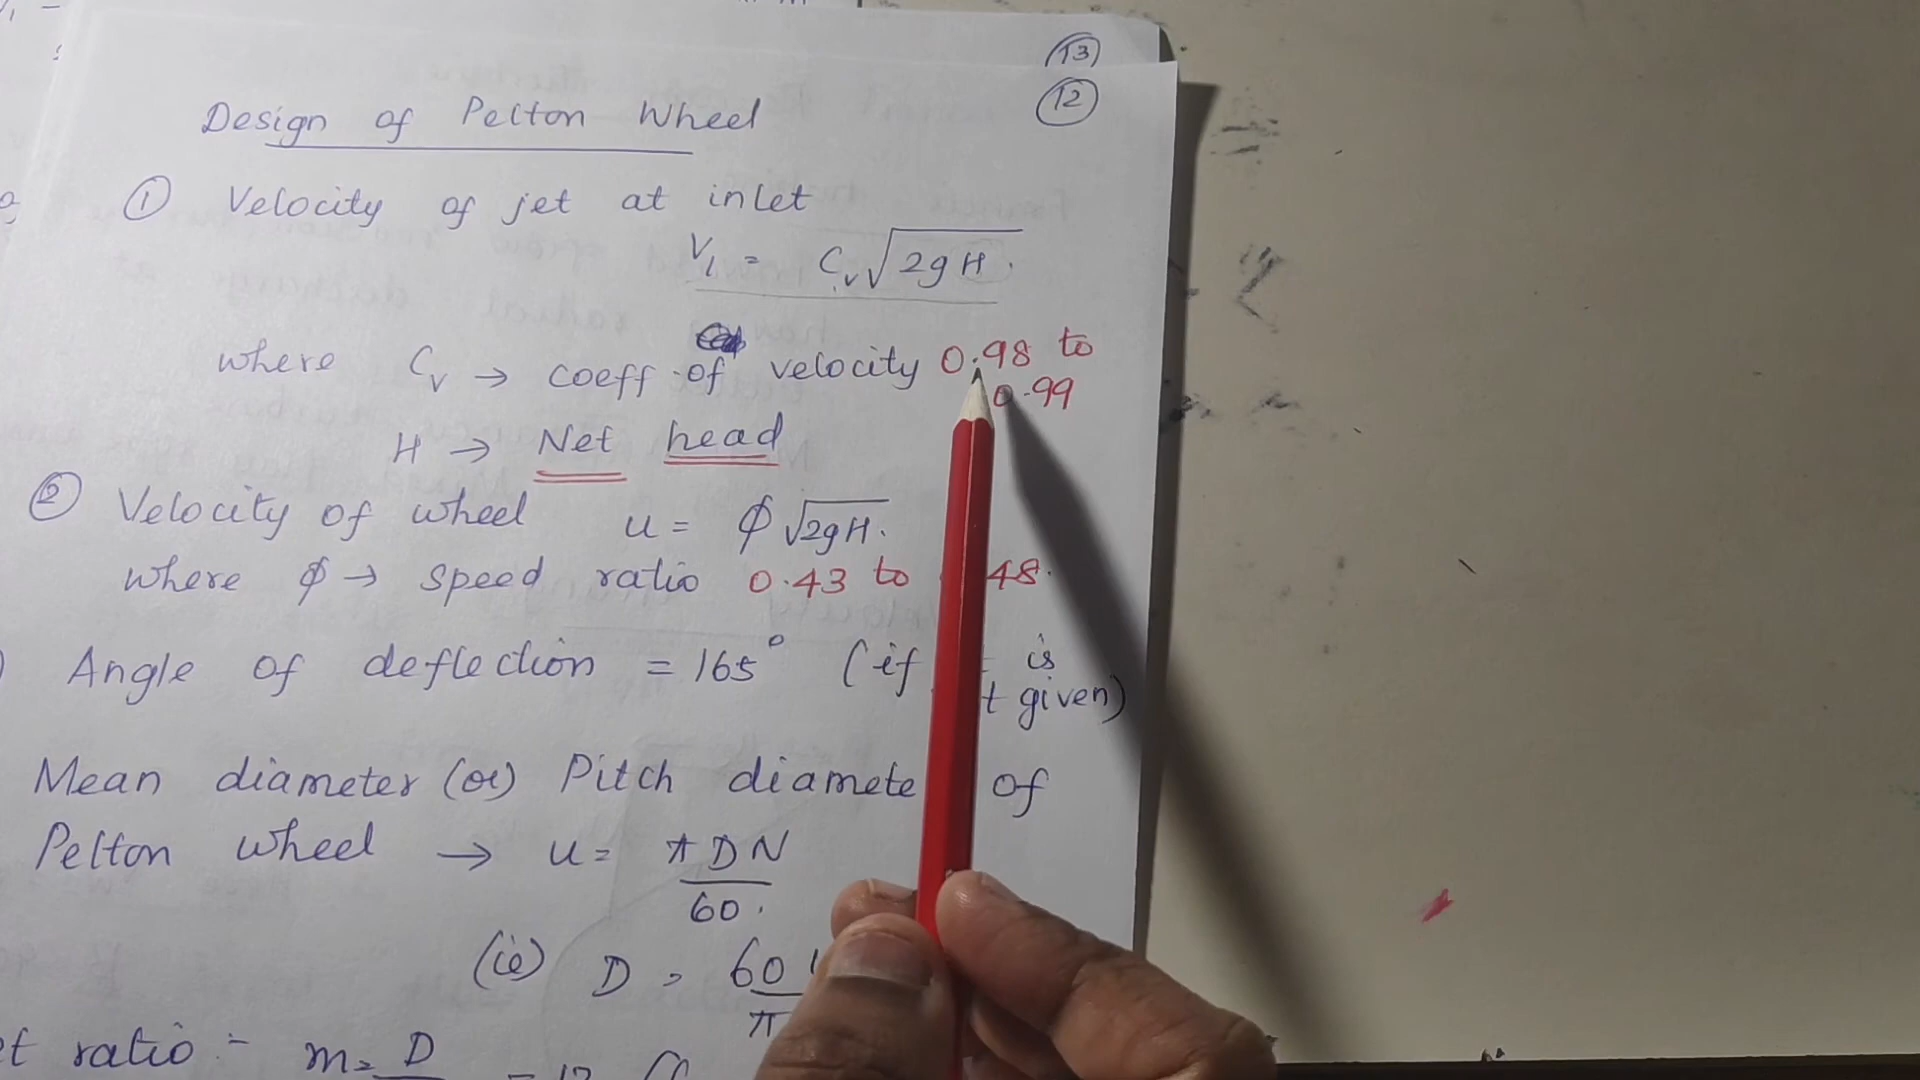 13
12
Design of Pelton Wheel
① Velocity of jet at inlet
V₁ = Cᵥ√2gH.
where Cᵥ → coeff. of velocity 0.98 to
0.99
H → Net head
② Velocity of wheel u = φ√2gH.
where φ → speed ratio 0.43 to 48.
) Angle of deflection = 165° (if is
t given)
Mean diameter (or) Pitch diamete of
Pelton wheel → u = πDN
60.
(ie) D = 60
π
et ratio :- m = D